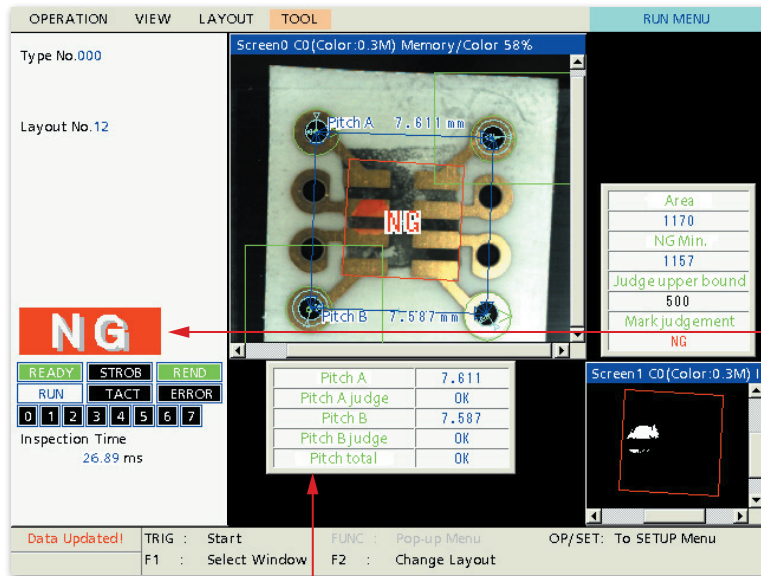 OPERATION VIEW LAYOUT TOOL RUN MENU
Type No.000
Layout No.12
Screen0 C0(Color:0.3M) Memory/Color 58%
Pitch A 7.611 mm
NG
Pitch B 7.587 mm
Area
1170
NG Min.
1157
Judge upper bound
500
Mark judgement
NG
NG
READY STROB REND
RUN TACT ERROR
0 1 2 3 4 5 6 7
Inspection Time
26.89 ms
Pitch A 7.611
Pitch A judge OK
Pitch B 7.587
Pitch B judge OK
Pitch total OK
Screen1 C0(Color:0.3M) I
Data Updated! TRIG : Start FUNC : Pop-up Menu OP/SET: To SETUP Menu
F1 : Select Window F2 : Change Layout